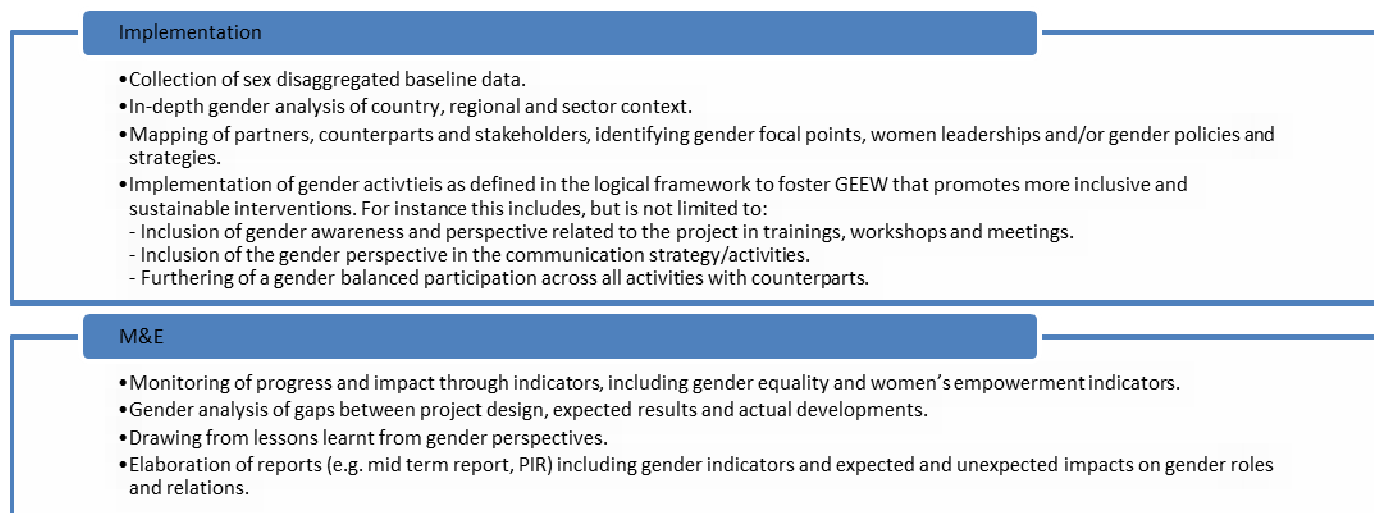 Implementation
•Collection of sex disaggregated baseline data.
•In-depth gender analysis of country, regional and sector context.
•Mapping of partners, counterparts and stakeholders, identifying gender focal points, women leaderships and/or gender policies and
strategies.
•Implementation of gender activtieis as defined in the logical framework to foster GEEW that promotes more inclusive and
sustainable interventions. For instance this includes, but is not limited to:
- Inclusion of gender awareness and perspective related to the project in trainings, workshops and meetings.
- Inclusion of the gender perspective in the communication strategy/activities.
- Furthering of a gender balanced participation across all activities with counterparts.
M&E
•Monitoring of progress and impact through indicators, including gender equality and women's empowerment indicators.
•Gender analysis of gaps between project design, expected results and actual developments.
•Drawing from lessons learnt from gender perspectives.
•Elaboration of reports (e.g. mid term report, PIR) including gender indicators and expected and unexpected impacts on gender roles
and relations.